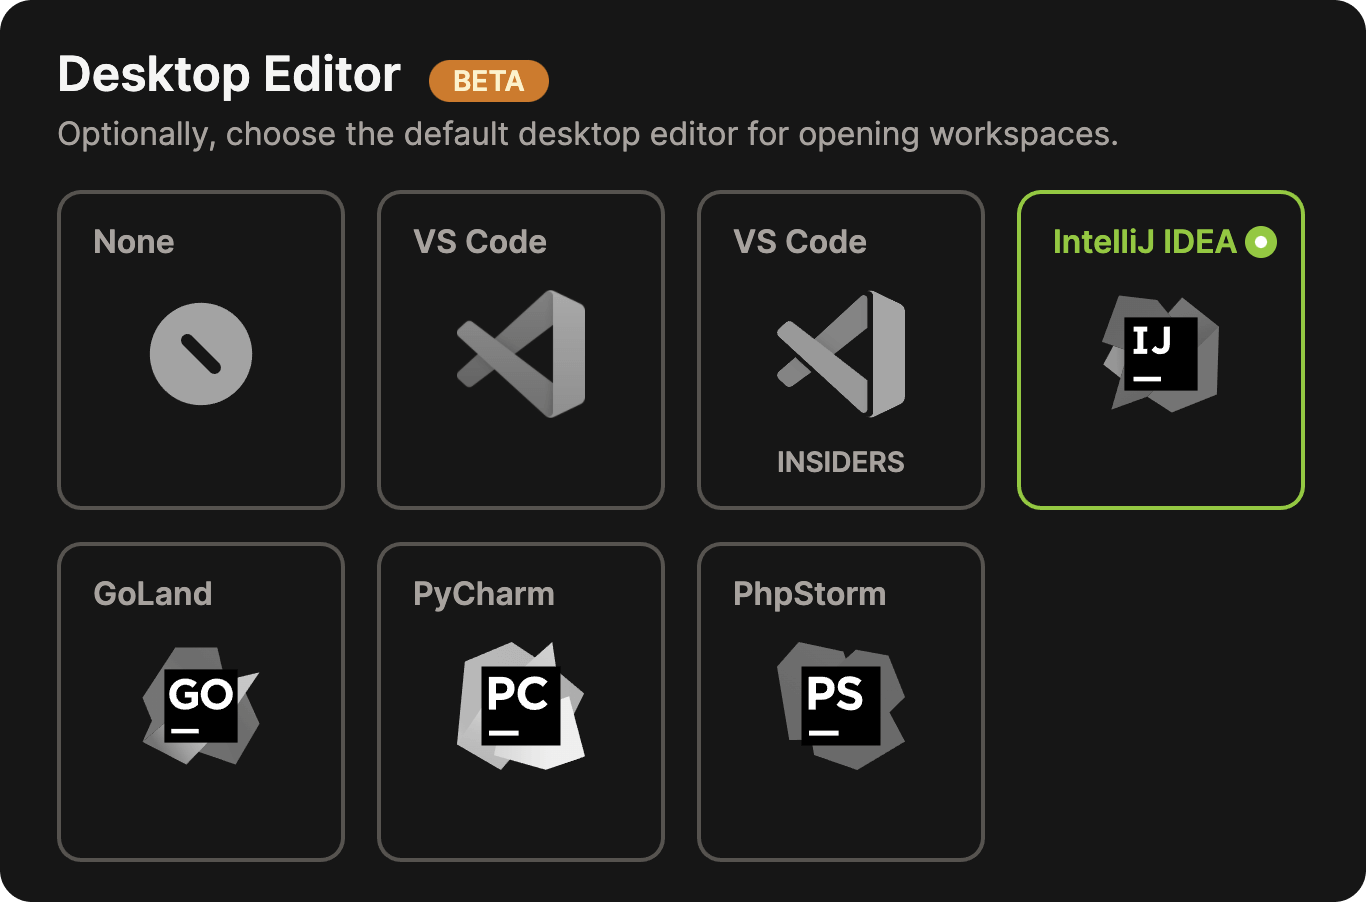 Desktop Editor BETA
Optionally, choose the default desktop editor for opening workspaces.
None
VS Code
VS Code
INSIDERS
IntelliJ IDEA
IJ
GoLand
GO
PyCharm
PC
PhpStorm
PS